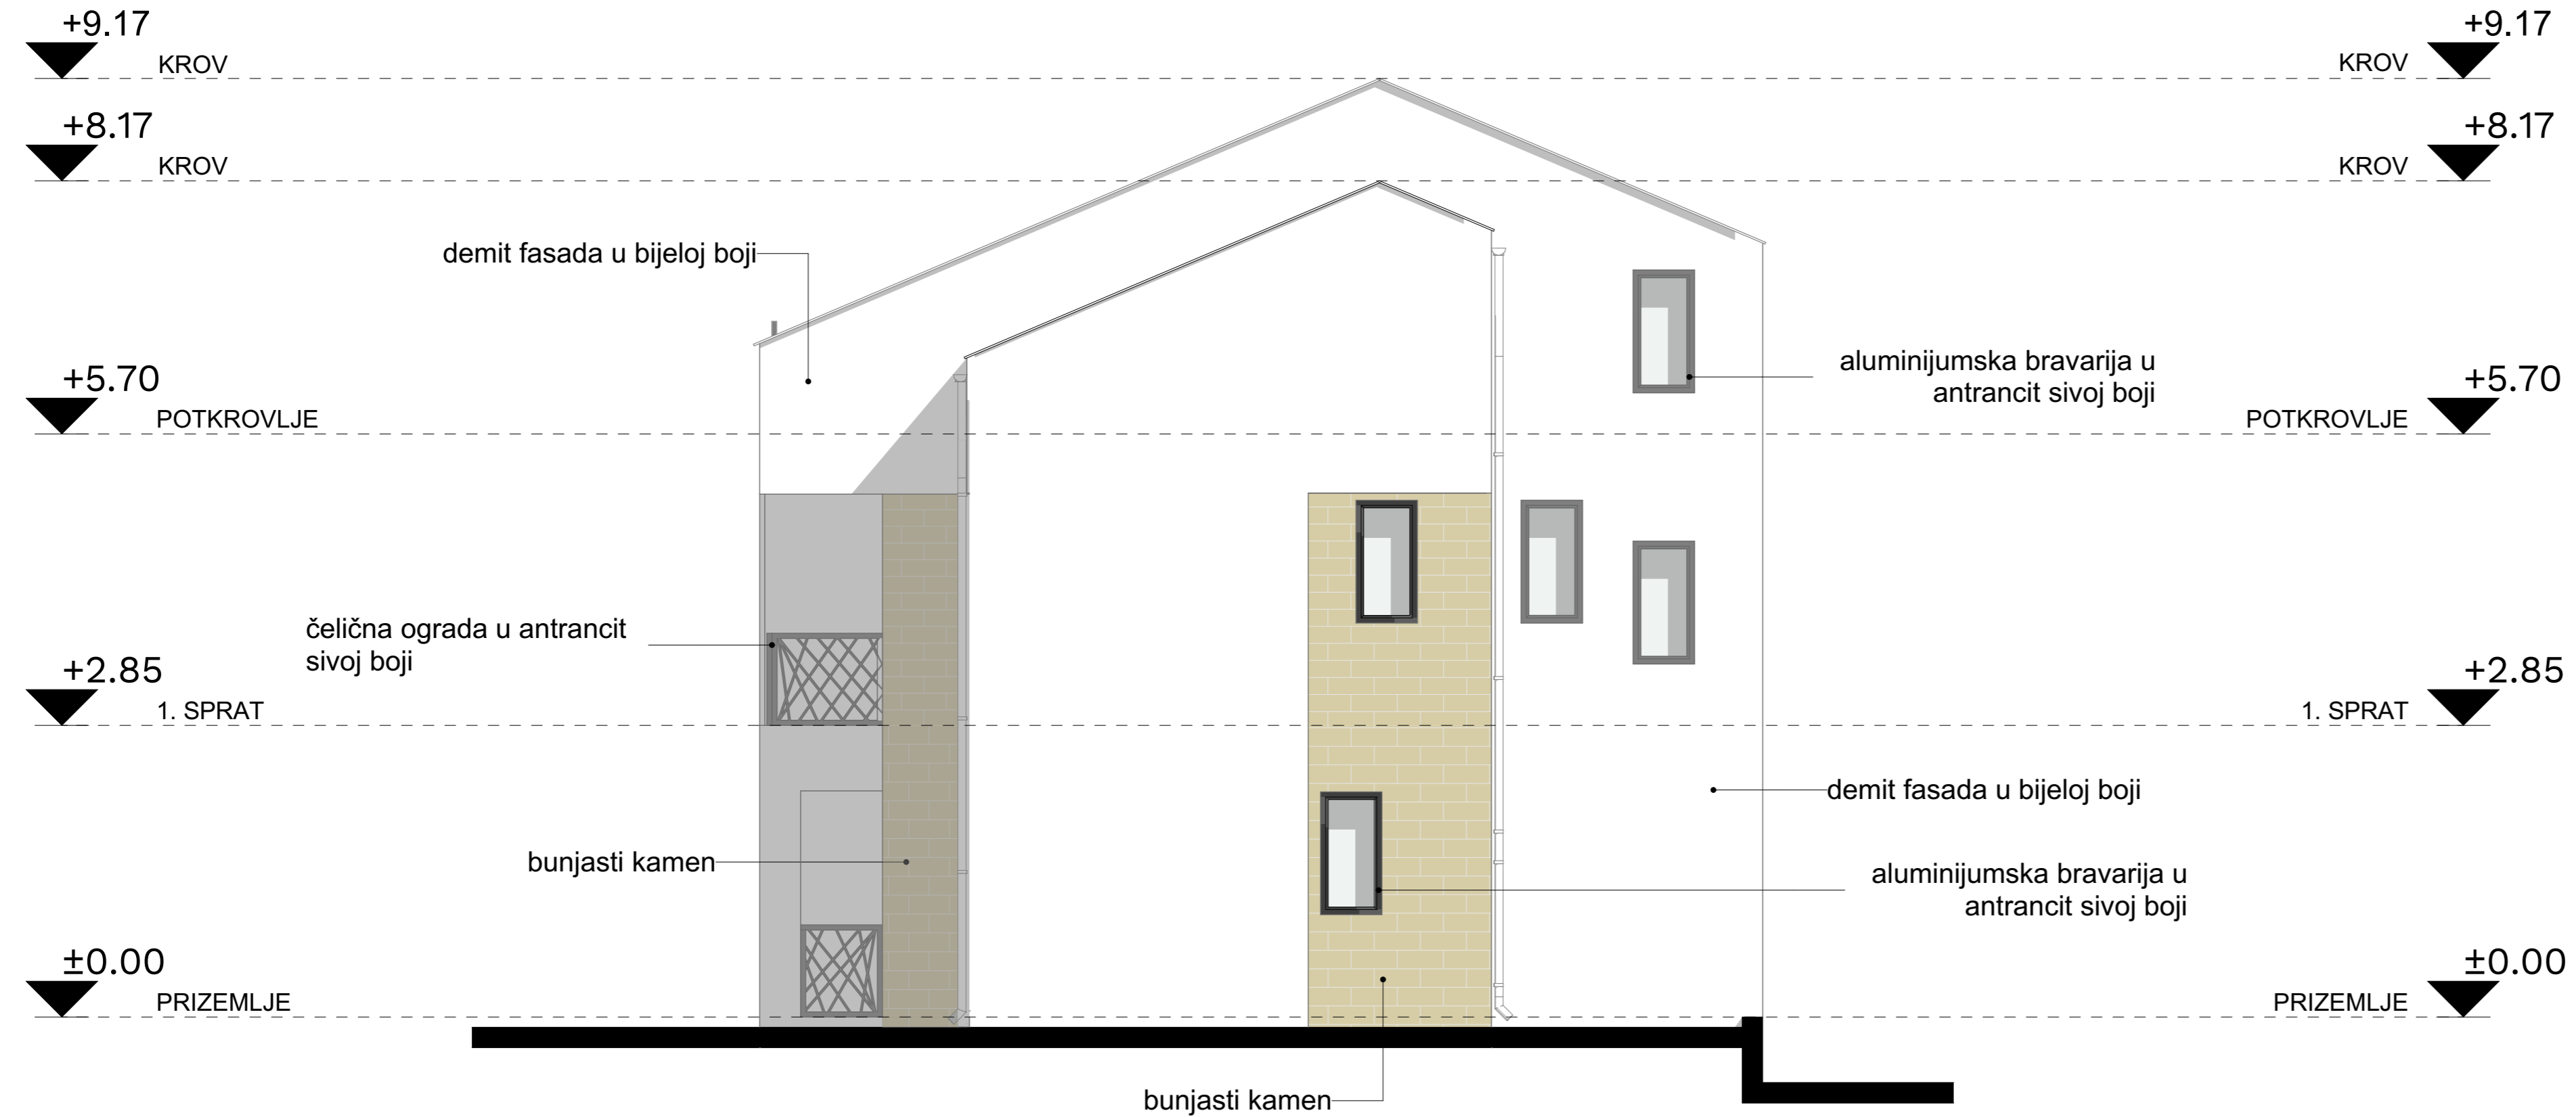 +9.17
KROV
+9.17
KROV
+8.17
KROV
+8.17
KROV
demit fasada u bijeloj boji
aluminijumska bravarija u
antrancit sivoj boji
+5.70
POTKROVLJE
+5.70
POTKROVLJE
čelična ograda u antrancit
sivoj boji
+2.85
1. SPRAT
+2.85
1. SPRAT
demit fasada u bijeloj boji
bunjasti kamen
aluminijumska bravarija u
antrancit sivoj boji
±0.00
PRIZEMLJE
±0.00
PRIZEMLJE
bunjasti kamen